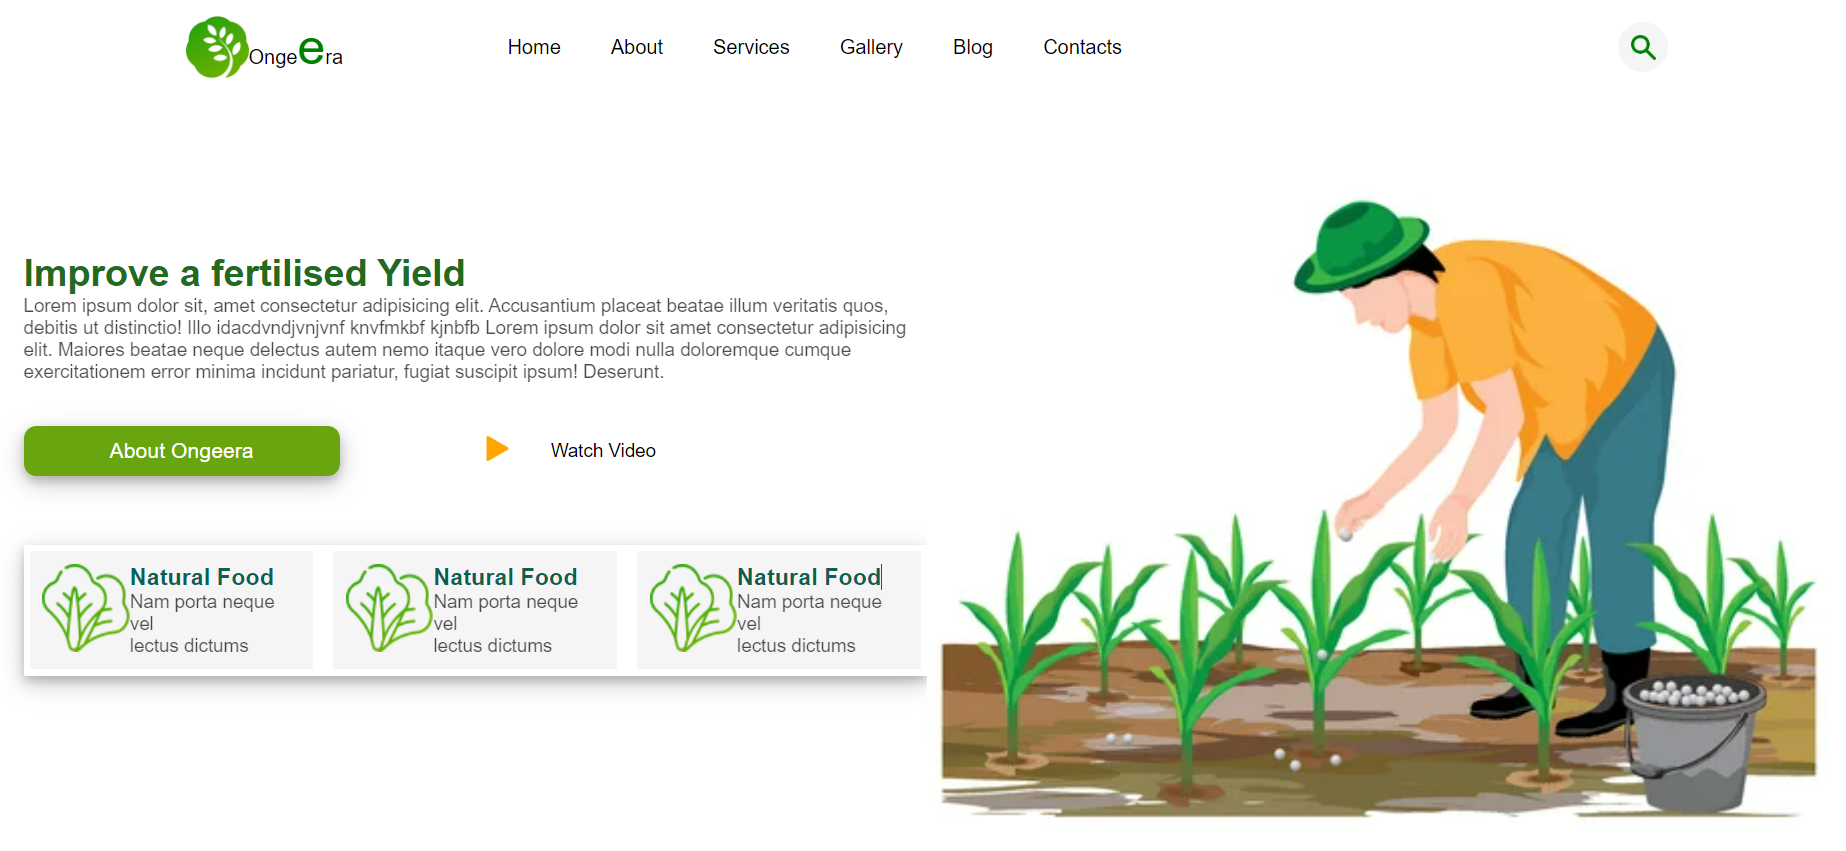 Ongeera
Home About Services Gallery Blog Contacts
Improve a fertilised Yield
Lorem ipsum dolor sit, amet consectetur adipisicing elit. Accusantium placeat beatae illum veritatis quos,
debitis ut distinctio! Illo idacdvndjvnjvnf knvfmkbf kjnbfb Lorem ipsum dolor sit amet consectetur adipisicing
elit. Maiores beatae neque delectus autem nemo itaque vero dolore modi nulla doloremque cumque
exercitationem error minima incidunt pariatur, fugiat suscipit ipsum! Deserunt.
About Ongeera
Watch Video
Natural Food
Nam porta neque
vel
lectus dictums
Natural Food
Nam porta neque
vel
lectus dictums
Natural Food
Nam porta neque
vel
lectus dictums